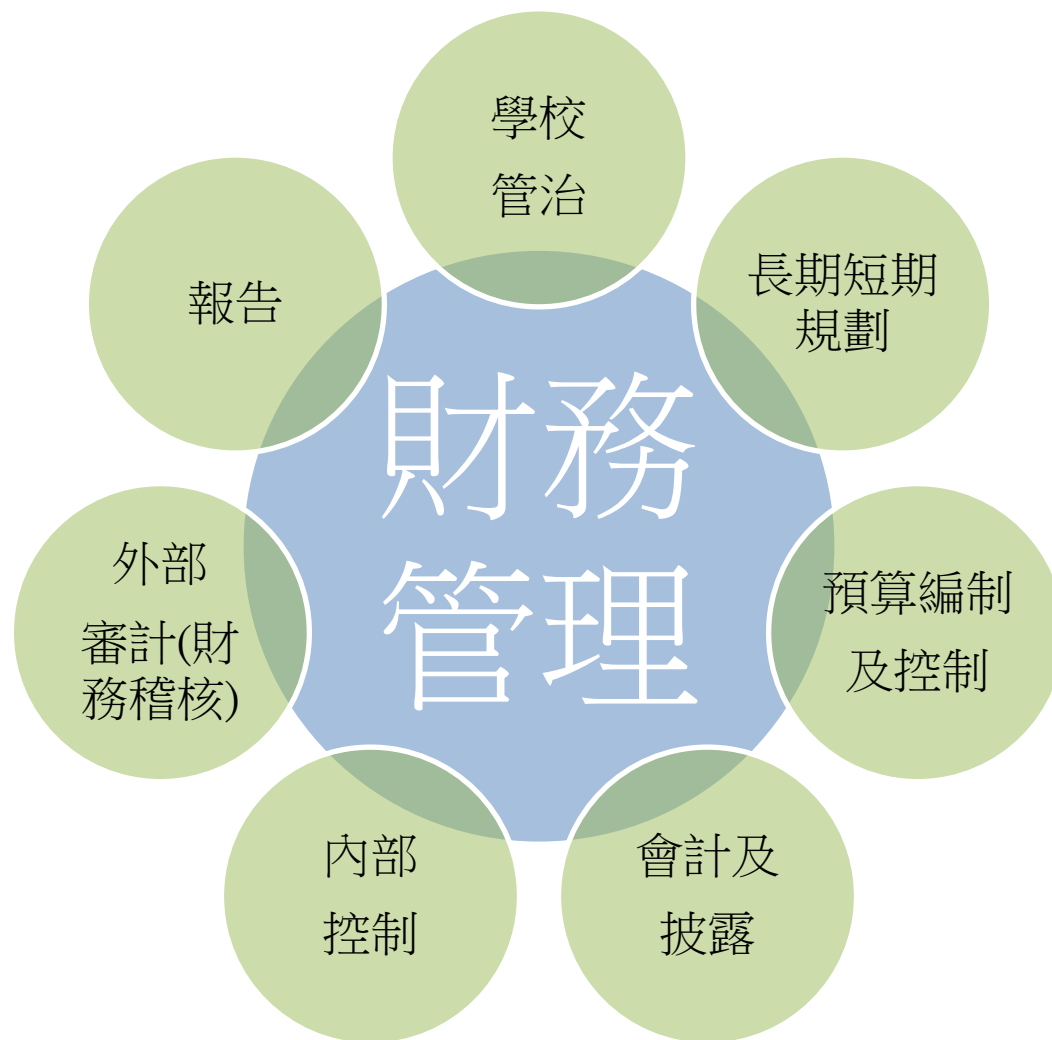 學校
管治
長期短期
規劃
預算編制
及控制
會計及
披露
內部
控制
外部
審計(財
務稽核)
報告
財務
管理